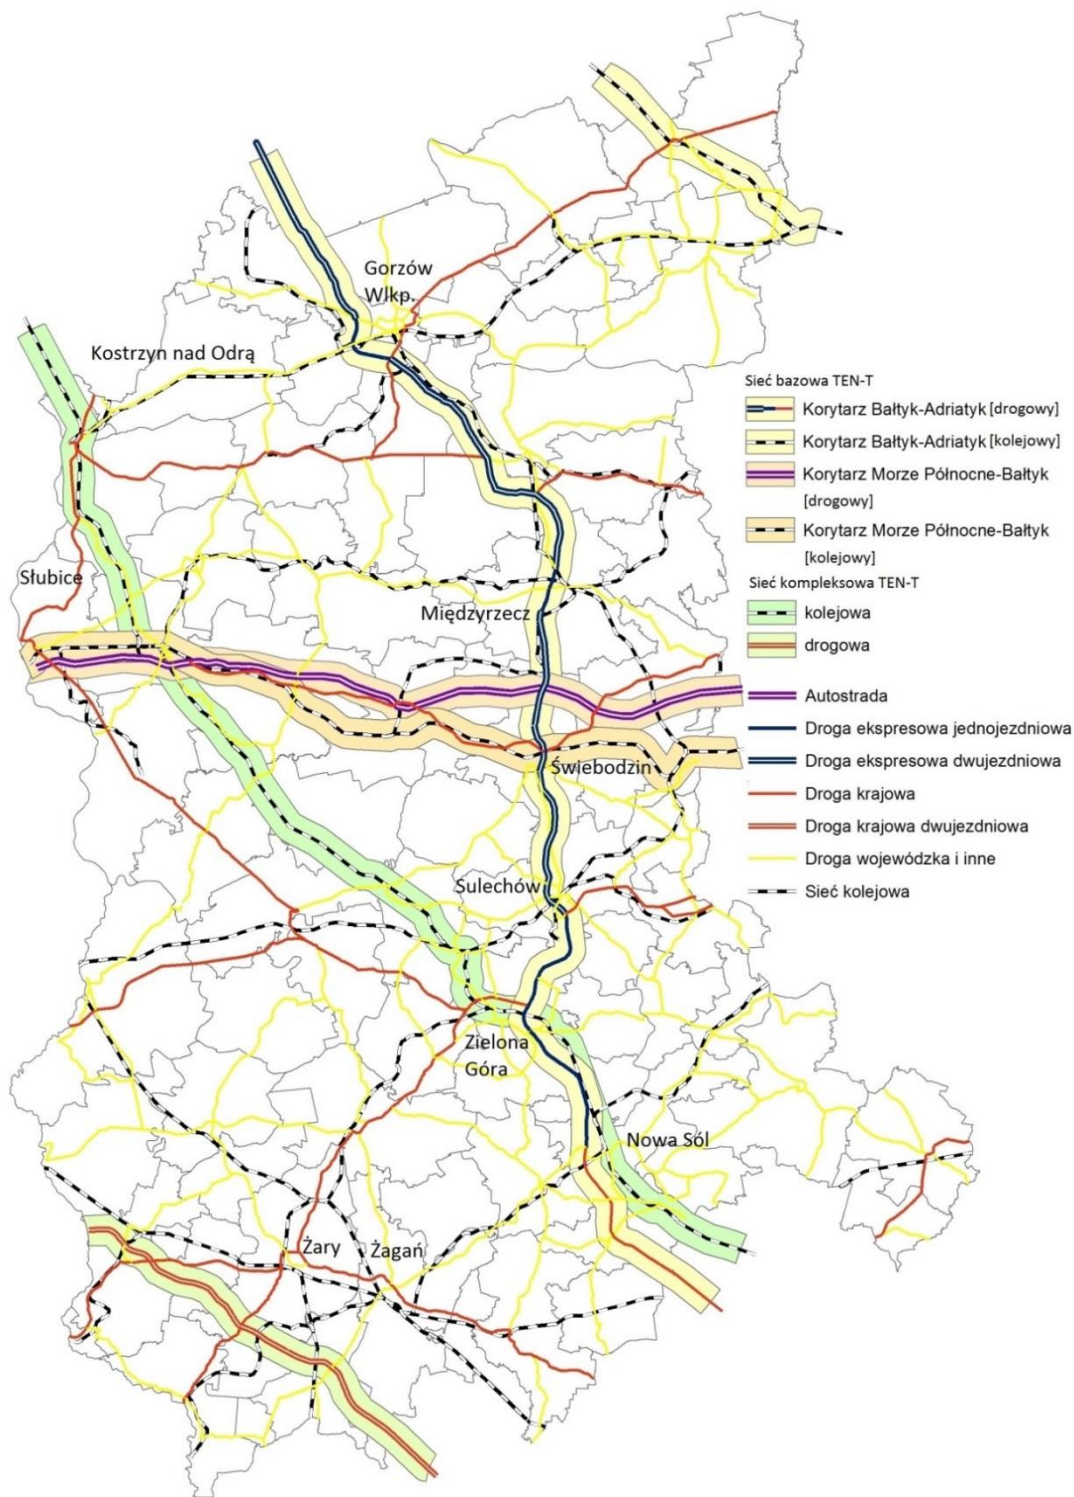 Gorzów
Wlkp.
Kostrzyn nad Odrą
Słubice
Międzyrzecz
Świebodzin
Sulechów
Zielona
Góra
Nowa Sól
Żary
Żagań
Sieć bazowa TEN-T
Korytarz Bałtyk-Adriatyk [drogowy]
Korytarz Bałtyk-Adriatyk [kolejowy]
Korytarz Morze Północne-Bałtyk
[drogowy]
Korytarz Morze Północne-Bałtyk
[kolejowy]
Sieć kompleksowa TEN-T
kolejowa
drogowa
Autostrada
Droga ekspresowa jednojezdniowa
Droga ekspresowa dwujezdniowa
Droga krajowa
Droga krajowa dwujezdniowa
Droga wojewódzka i inne
Sieć kolejowa